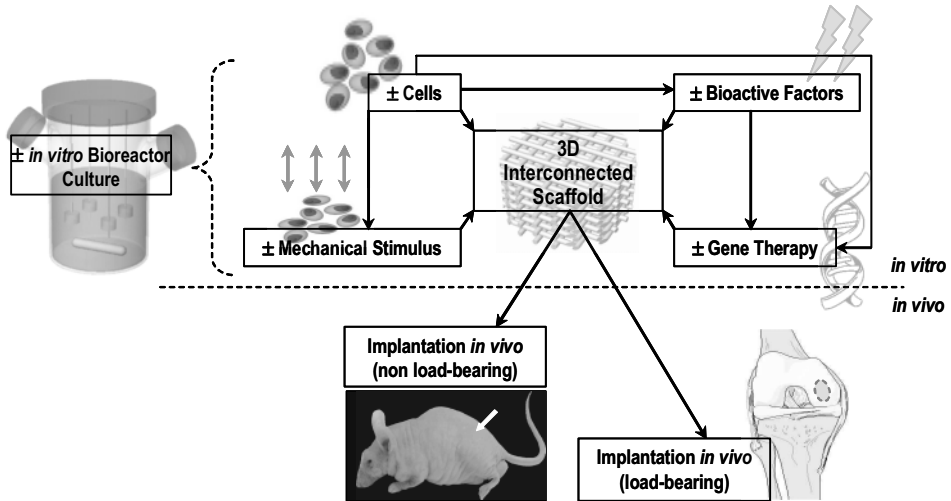 ± Cells
± Bioactive Factors
± in vitro Bioreactor
Culture
3D
Interconnected
Scaffold
± Mechanical Stimulus
± Gene Therapy
in vitro
in vivo
Implantation in vivo
(non load-bearing)
Implantation in vivo
(load-bearing)